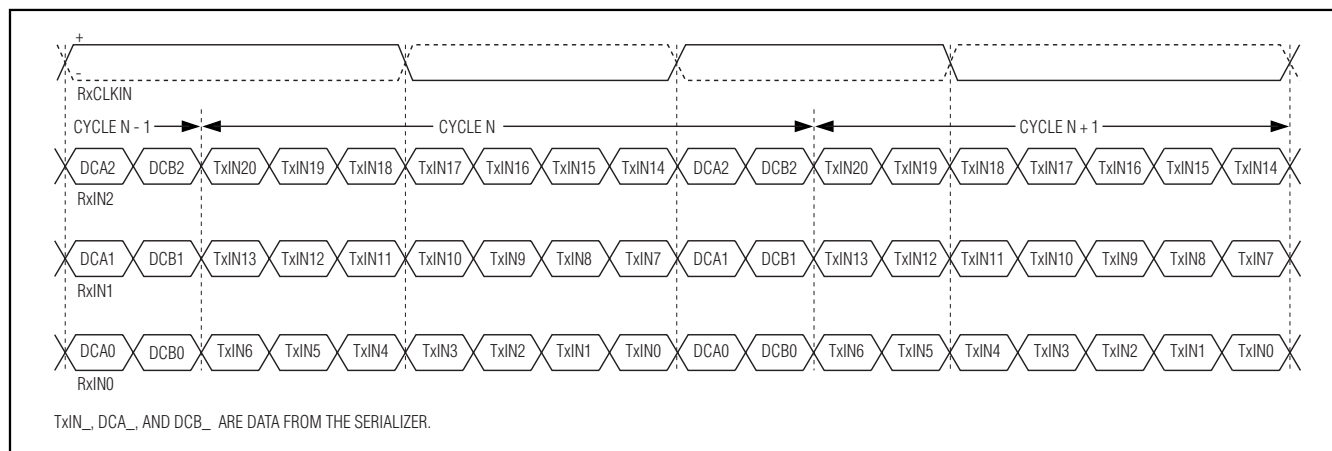 +
-
RxCLKIN
CYCLE N - 1 CYCLE N CYCLE N + 1
DCA2 DCB2 TxIN20 TxIN19 TxIN18 TxIN17 TxIN16 TxIN15 TxIN14 DCA2 DCB2 TxIN20 TxIN19 TxIN18 TxIN17 TxIN16 TxIN15 TxIN14
RxIN2
DCA1 DCB1 TxIN13 TxIN12 TxIN11 TxIN10 TxIN9 TxIN8 TxIN7 DCA1 DCB1 TxIN13 TxIN12 TxIN11 TxIN10 TxIN9 TxIN8 TxIN7
RxIN1
DCA0 DCB0 TxIN6 TxIN5 TxIN4 TxIN3 TxIN2 TxIN1 TxIN0 DCA0 DCB0 TxIN6 TxIN5 TxIN4 TxIN3 TxIN2 TxIN1 TxIN0
RxIN0
TxIN_, DCA_, AND DCB_ ARE DATA FROM THE SERIALIZER.